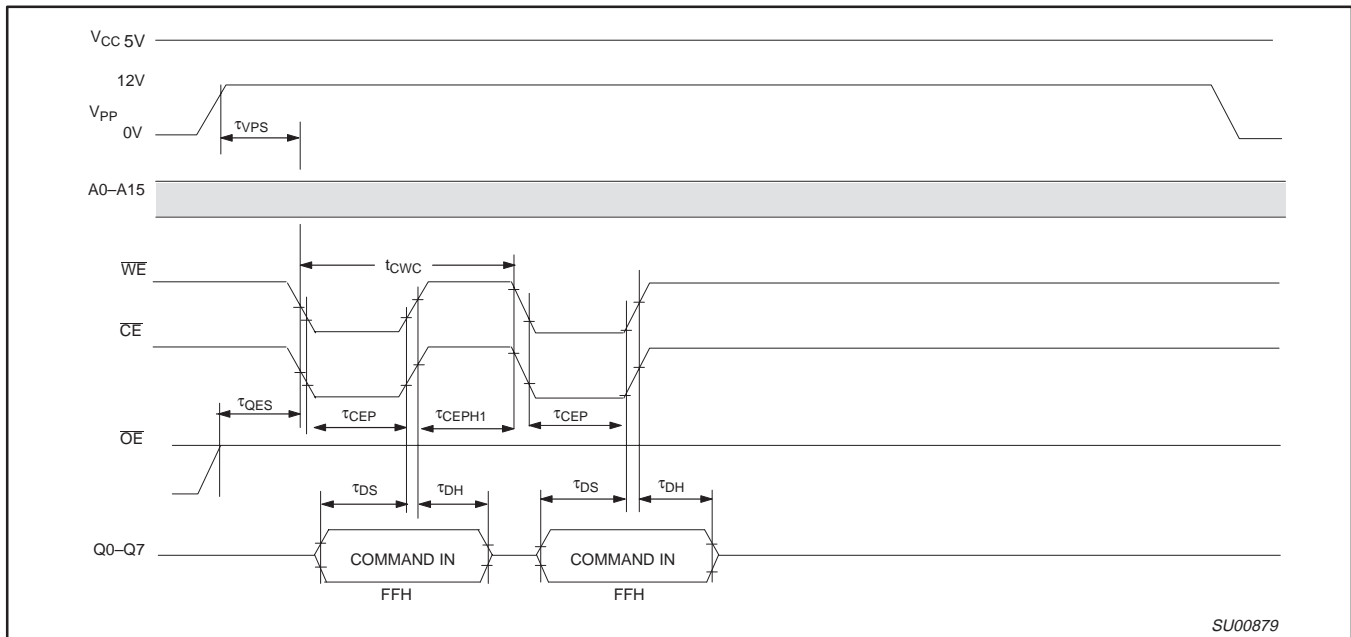 VCC 5V
12V
VPP
0V
τVPS
A0–A15
WE
tCWC
CE
τQES
τCEP
τCEPH1
τCEP
OE
τDS
τDH
τDS
τDH
Q0–Q7
COMMAND IN
COMMAND IN
FFH
FFH
SU00879